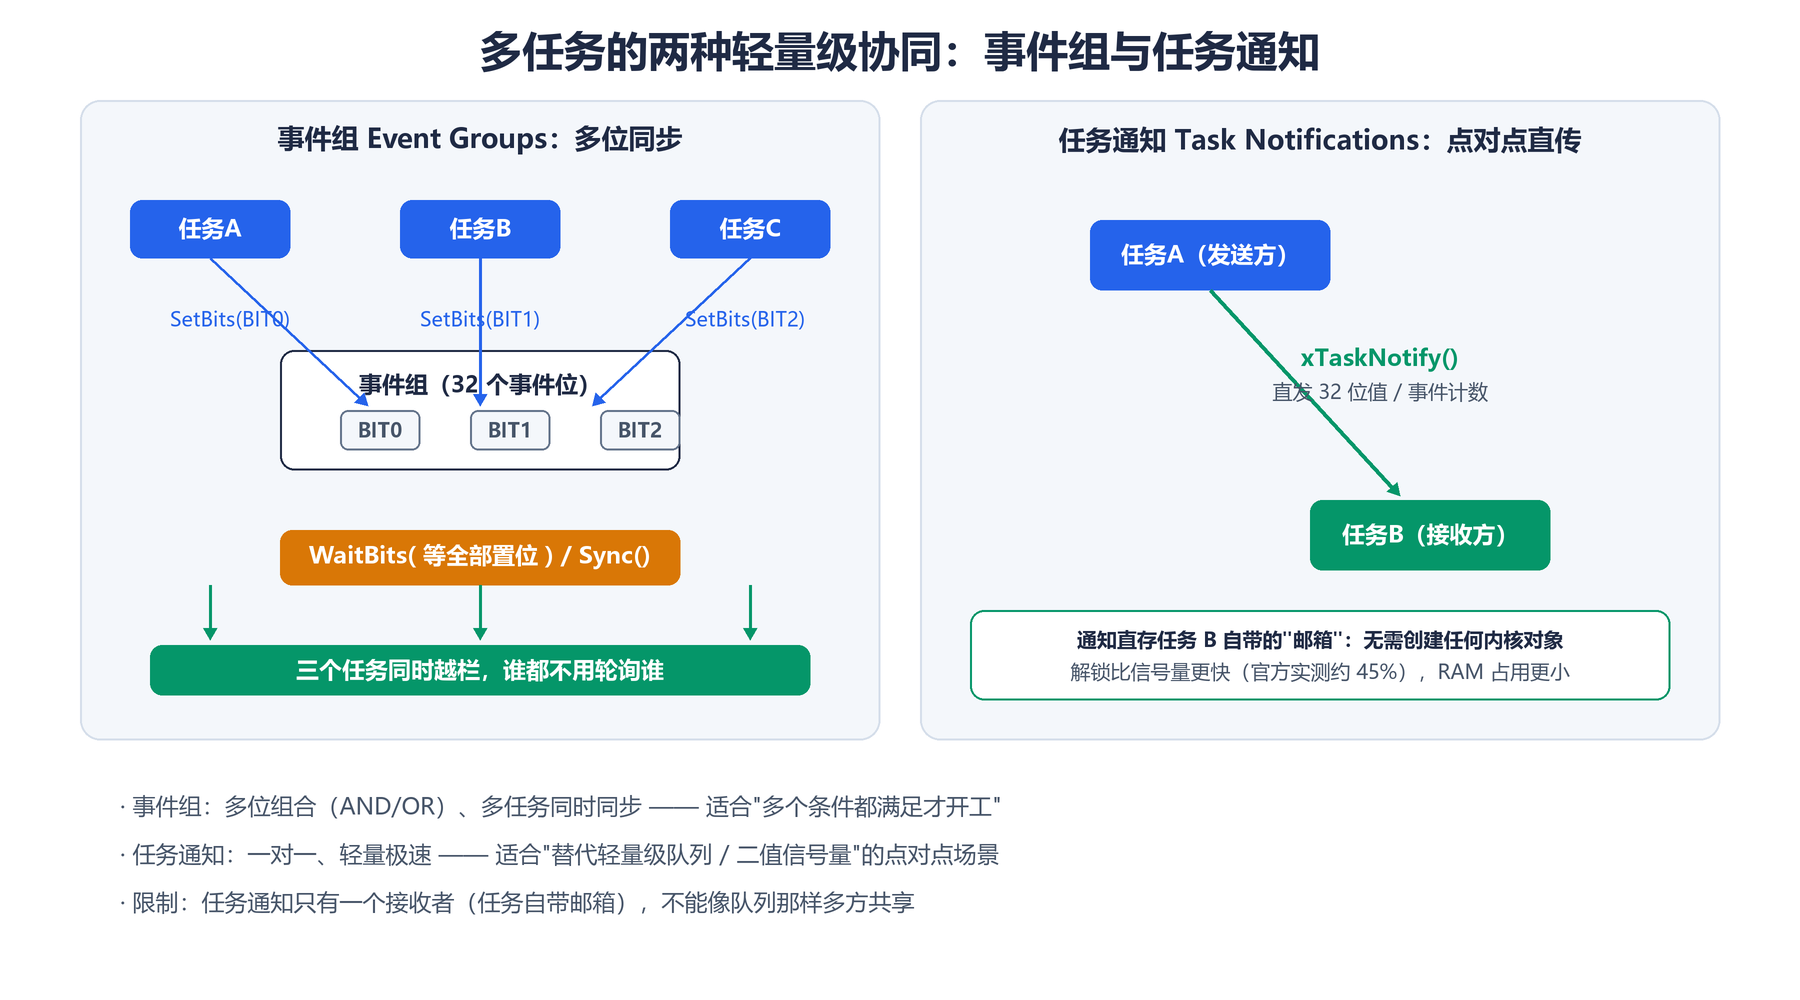 多任务的两种轻量级协同：事件组与任务通知
事件组 Event Groups：多位同步
任务A
任务B
任务C
SetBits(BIT0)
SetBits(BIT1)
SetBits(BIT2)
事件组（32 个事件位）
BIT0
BIT1
BIT2
WaitBits( 等全部置位 ) / Sync()
三个任务同时越栏，谁都不用轮询谁
任务通知 Task Notifications：点对点直传
任务A（发送方）
xTaskNotify()
直发 32 位值 / 事件计数
任务B（接收方）
通知直存任务 B 自带的"邮箱"：无需创建任何内核对象
解锁比信号量更快（官方实测约 45%），RAM 占用更小
· 事件组：多位组合（AND/OR）、多任务同时同步 —— 适合"多个条件都满足才开工"
· 任务通知：一对一、轻量极速 —— 适合"替代轻量级队列 / 二值信号量"的点对点场景
· 限制：任务通知只有一个接收者（任务自带邮箱），不能像队列那样多方共享